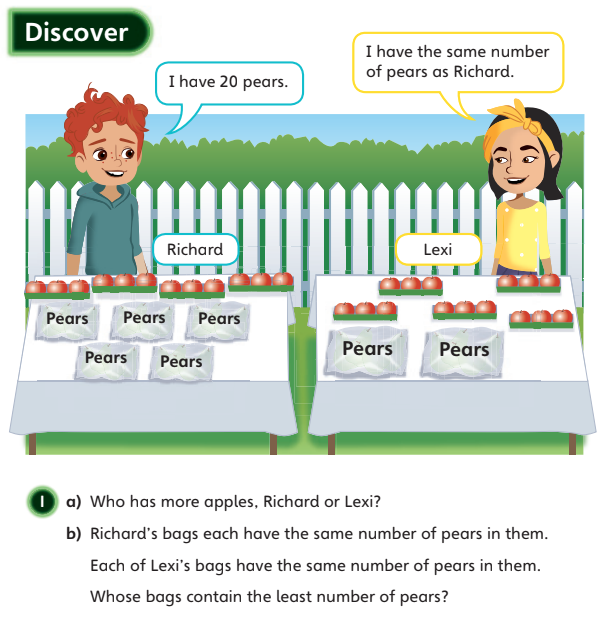 Discover
I have 20 pears.
I have the same number
of pears as Richard.
Richard
Lexi
Pears
Pears
Pears
Pears
Pears
Pears
Pears
1 a) Who has more apples, Richard or Lexi?
b) Richard's bags each have the same number of pears in them.
Each of Lexi's bags have the same number of pears in them.
Whose bags contain the least number of pears?